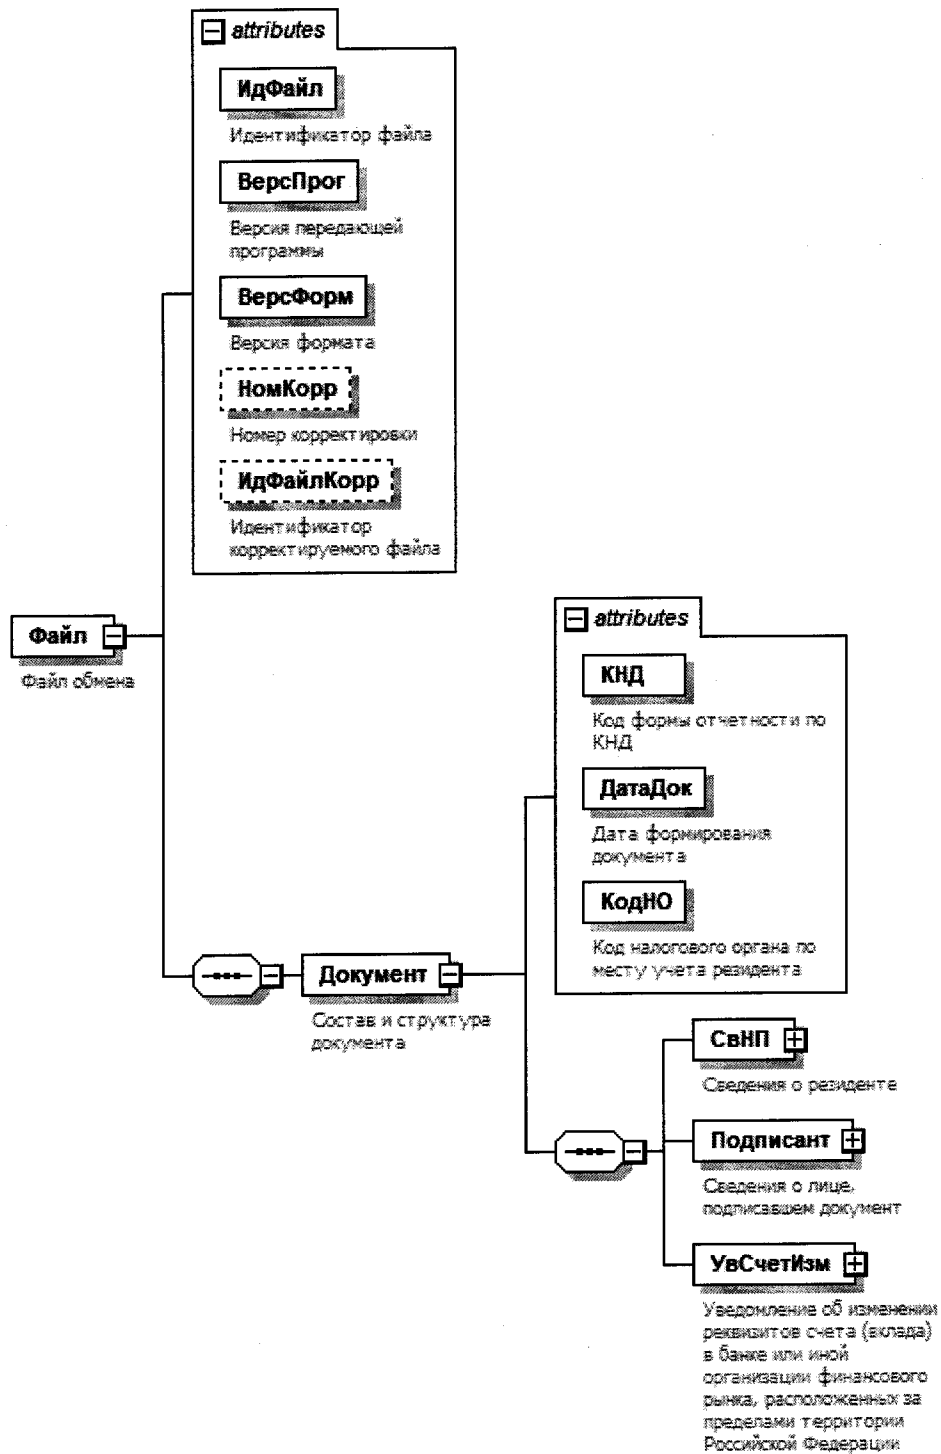 attributes
ИдФайл
Идентификатор файла
ВерсПрог
Версия передающей
программы
ВерсФорм
Версия формата
НомКорр
Номер корректировки
ИдФайлКорр
Идентификатор
корректируемого файла
Файл
Файл обмена
attributes
КНД
Код формы отчетности по
КНД
ДатаДок
Дата формирования
документа
КодНО
Код налогового органа по
месту учета резидента
Документ
Состав и структура
документа
СвНП
Сведения о резиденте
Подписант
Сведения о лице,
подписавшем документ
УвСчетИзм
Уведомление об изменении
реквизитов счета (вклада)
в банке или иной
организации финансового
рынка, расположенных за
пределами территории
Российской Федерации